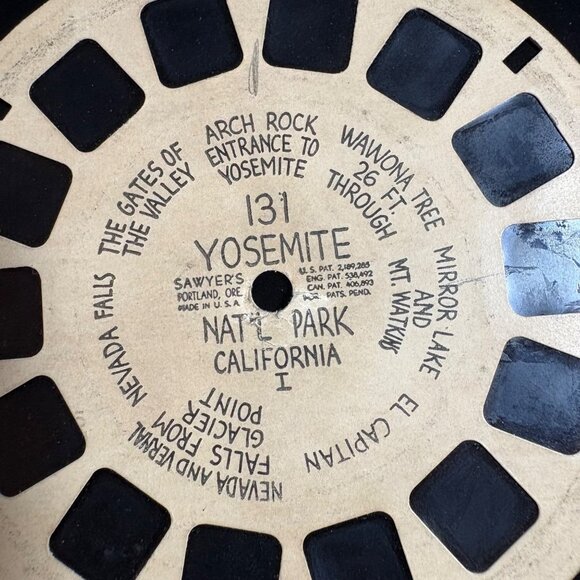 131
YOSEMITE
SAWYER'S
PORTLAND, ORE.
MADE IN U.S.A.
U.S. PAT. 2,189,285
ENG. PAT. 538,492
CAN. PAT. 406,893
FOR. PATS. PEND.
NAT'L PARK
CALIFORNIA
I
ARCH ROCK
ENTRANCE TO
YOSEMITE
WAWONA TREE
26 FT.
THROUGH
MIRROR LAKE
AND
MT. WATKINS
EL CAPITAN
NEVADA AND VERNAL
FALLS FROM
GLACIER
POINT
NEVADA FALLS
THE GATES OF
THE VALLEY